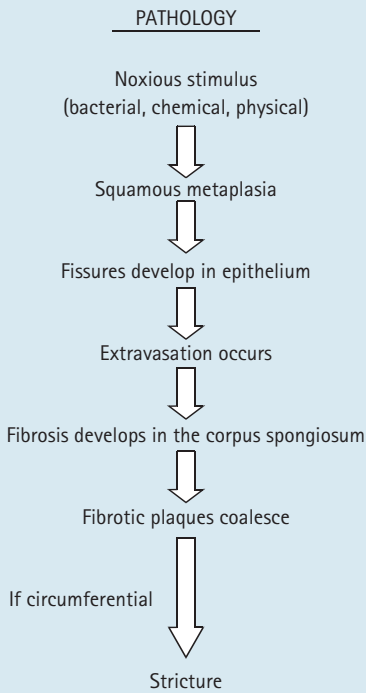 PATHOLOGY
Noxious stimulus
(bacterial, chemical, physical)
Squamous metaplasia
Fissures develop in epithelium
Extravasation occurs
Fibrosis develops in the corpus spongiosum
Fibrotic plaques coalesce
If circumferential
Stricture